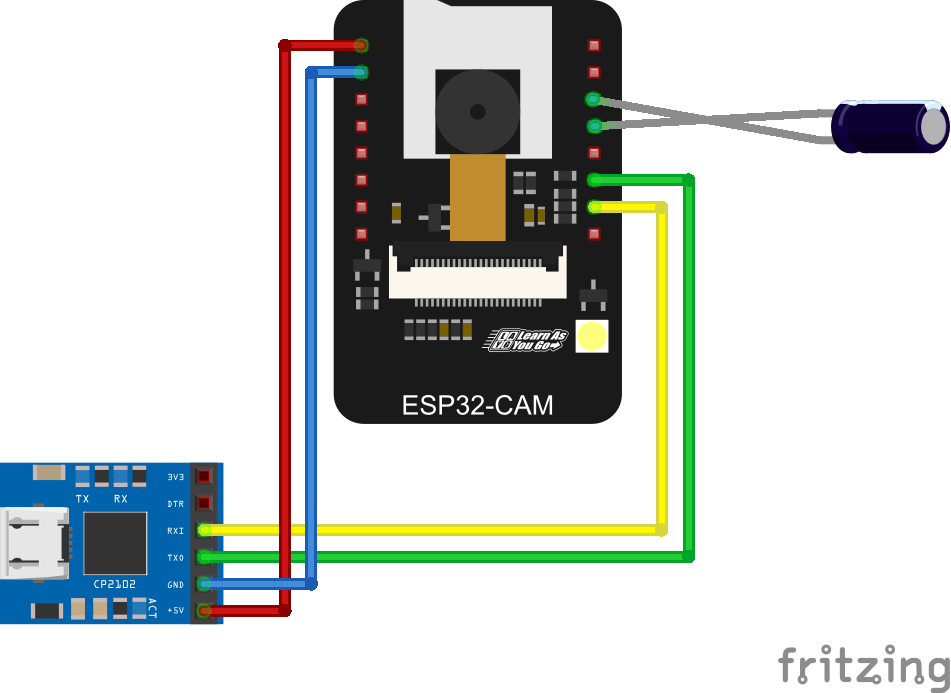 Learn As
You Go
ESP32-CAM
3V3
TX RX
DTR
RXI
TXO
CP2102
GND
ACT
+5V
fritzing